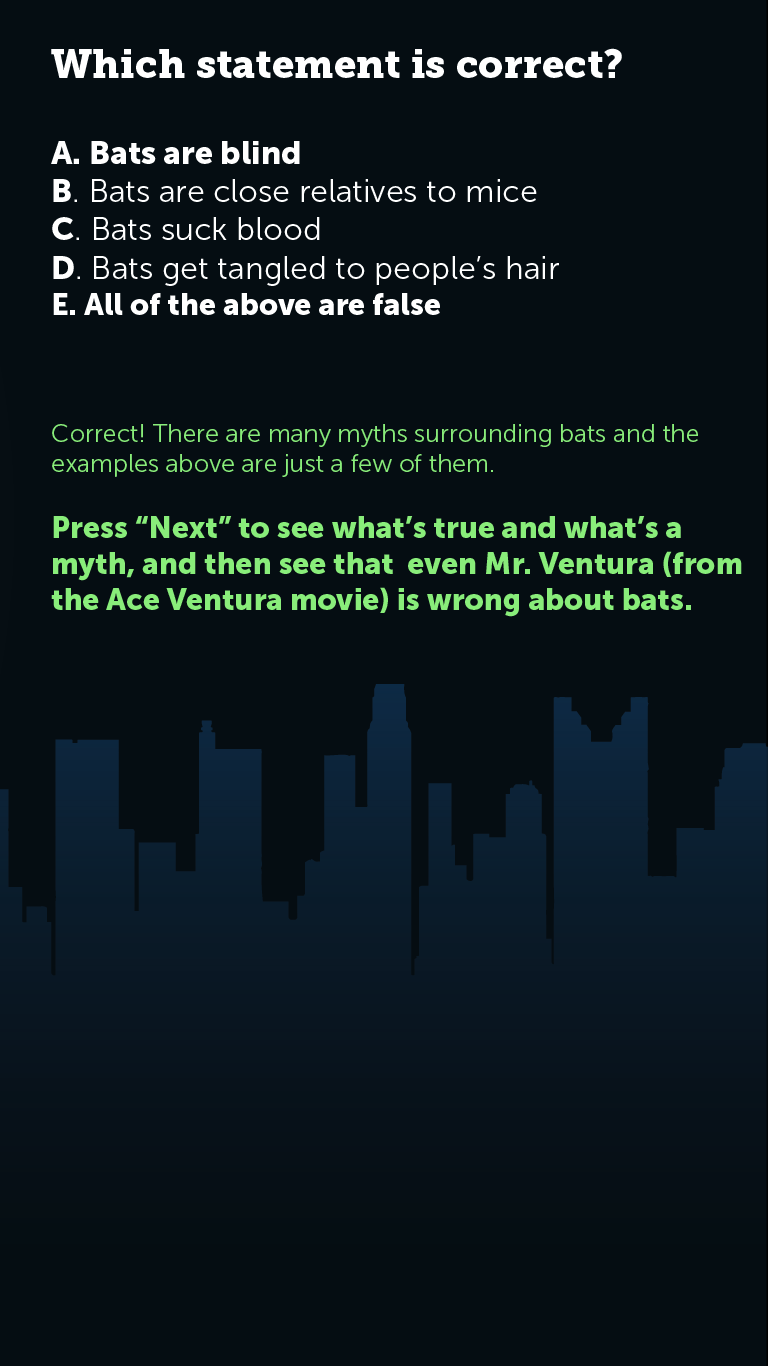 Which statement is correct?
A. Bats are blind
B. Bats are close relatives to mice
C. Bats suck blood
D. Bats get tangled to people’s hair
E. All of the above are false
Correct! There are many myths surrounding bats and the
examples above are just a few of them.
Press “Next” to see what’s true and what’s a
myth, and then see that  even Mr. Ventura (from
the Ace Ventura movie) is wrong about bats.